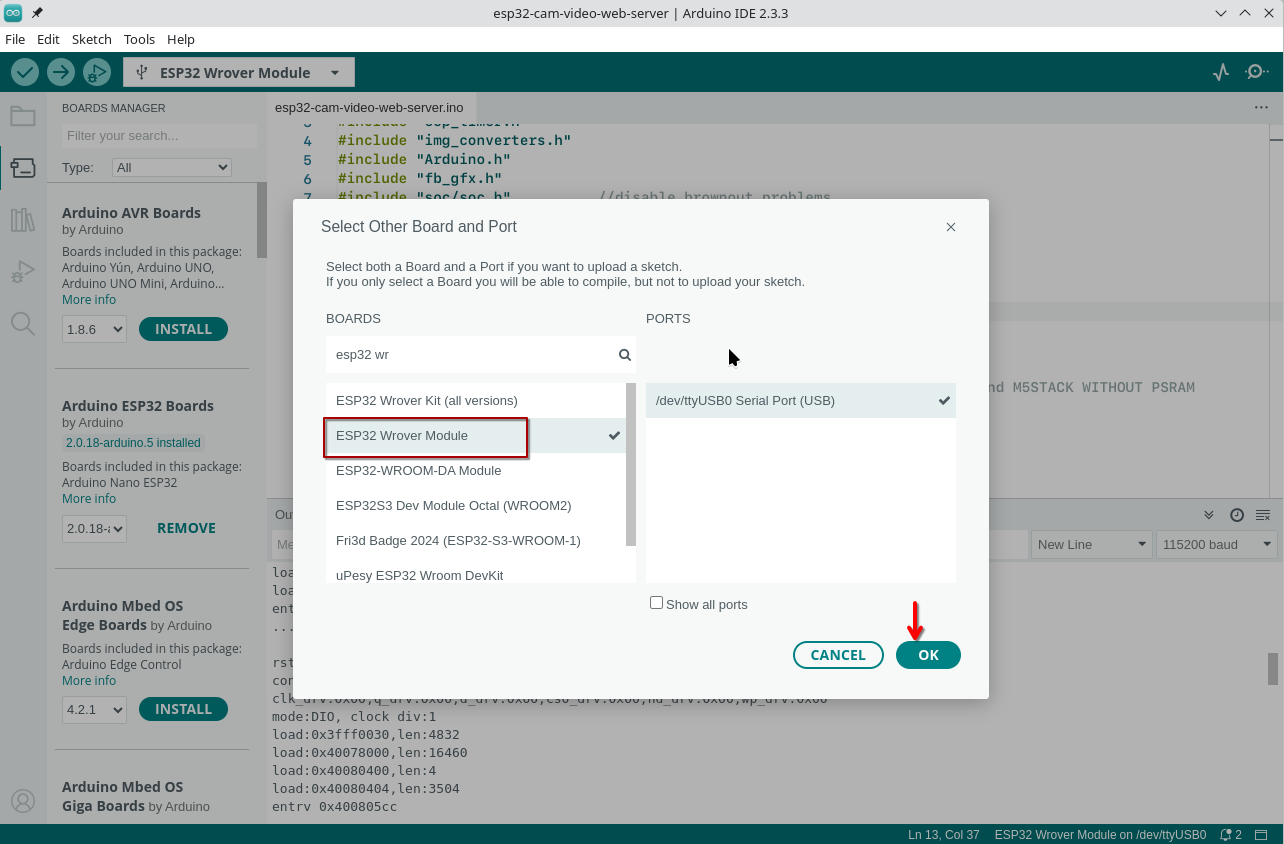 esp32-cam-video-web-server | Arduino IDE 2.3.3
File Edit Sketch Tools Help
ESP32 Wrover Module
BOARDS MANAGER
Filter your search...
Type: All
Arduino AVR Boards
by Arduino
Boards included in this package:
Arduino Yún, Arduino UNO,
Arduino UNO Mini, Arduino...
More info
1.8.6 INSTALL
Arduino ESP32 Boards
by Arduino
2.0.18-arduino.5 installed
Boards included in this package:
Arduino Nano ESP32
More info
2.0.18-a REMOVE
Arduino Mbed OS
Edge Boards by Arduino
Boards included in this package:
Arduino Edge Control
More info
4.2.1 INSTALL
Arduino Mbed OS
Giga Boards by Arduino
esp32-cam-video-web-server.ino
3 #include "esp_timer.h"
4 #include "img_converters.h"
5 #include "Arduino.h"
6 #include "fb_gfx.h"
7 #include "soc/soc.h" //disable brownout problems
nd M5STACK WITHOUT PSRAM
Select Other Board and Port
Select both a Board and a Port if you want to upload a sketch.
If you only select a Board you will be able to compile, but not to upload your sketch.
BOARDS
esp32 wr
ESP32 Wrover Kit (all versions)
ESP32 Wrover Module
ESP32-WROOM-DA Module
ESP32S3 Dev Module Octal (WROOM2)
Fri3d Badge 2024 (ESP32-S3-WROOM-1)
uPesy ESP32 Wroom DevKit
PORTS
/dev/ttyUSB0 Serial Port (USB)
Show all ports
CANCEL OK
Ou
Me
New Line 115200 baud
loa
loa
ent
...
rst
con
clk_drv:0x00,q_drv:0x00,d_drv:0x00,cs0_drv:0x00,hd_drv:0x00,wp_drv:0x00
mode:DIO, clock div:1
load:0x3fff0030,len:4832
load:0x40078000,len:16460
load:0x40080400,len:4
load:0x40080404,len:3504
entry 0x400805cc
Ln 13, Col 37 ESP32 Wrover Module on /dev/ttyUSB0 2